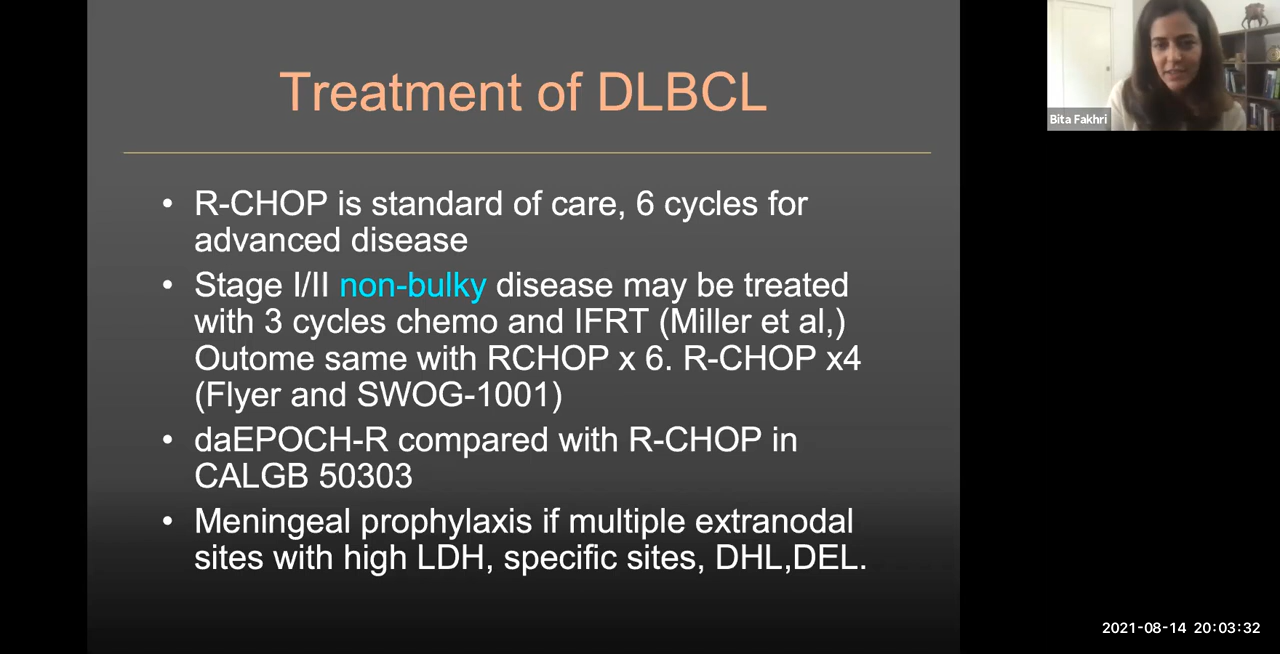 Treatment of DLBCL
• R-CHOP is standard of care, 6 cycles for
advanced disease
• Stage I/II non-bulky disease may be treated
with 3 cycles chemo and IFRT (Miller et al,)
Outome same with RCHOP x 6. R-CHOP x4
(Flyer and SWOG-1001)
• daEPOCH-R compared with R-CHOP in
CALGB 50303
• Meningeal prophylaxis if multiple extranodal
sites with high LDH, specific sites, DHL,DEL.
Bita Fakhri
2021-08-14 20:03:32